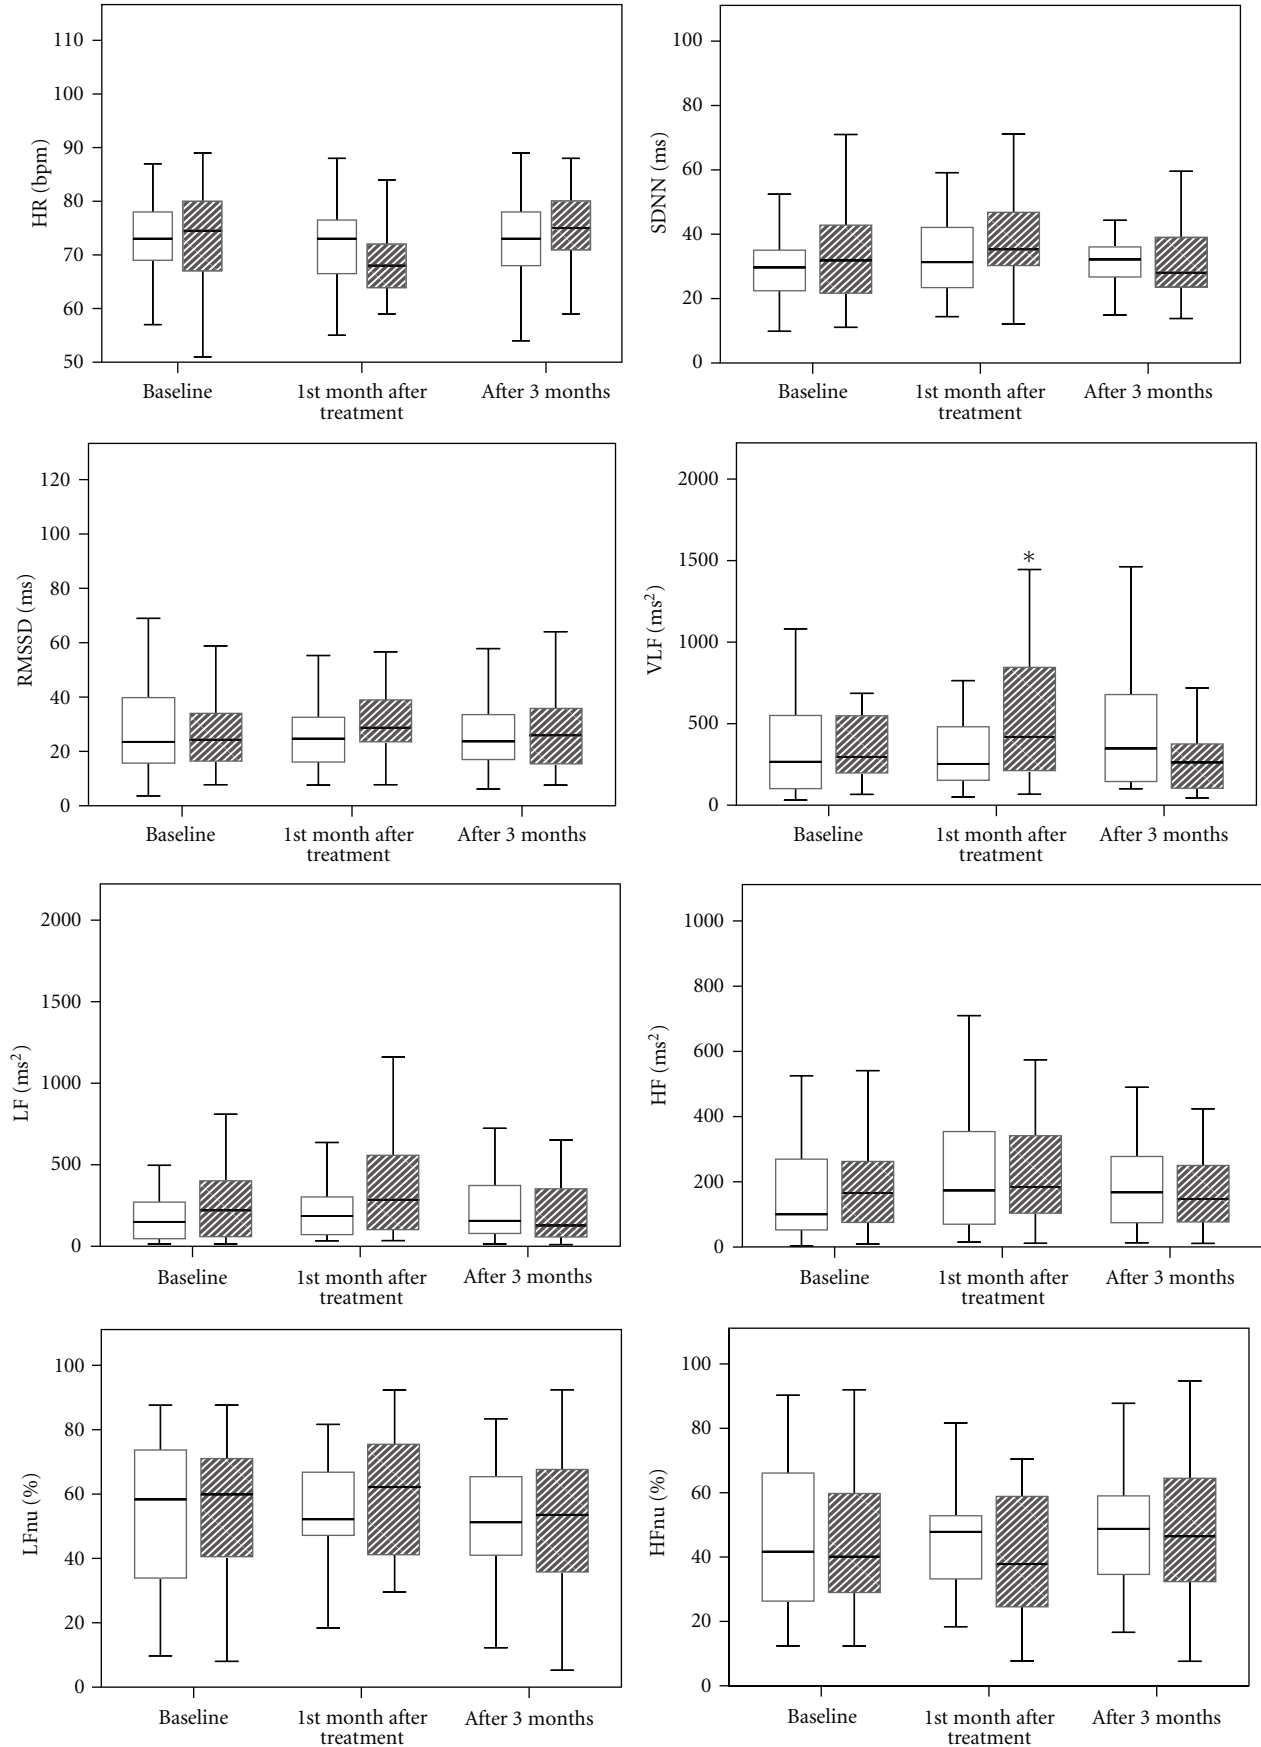 HR (bpm)
110
100
90
80
70
60
50
Baseline
1st month after
treatment
After 3 months
SDNN (ms)
100
80
60
40
20
0
Baseline
1st month after
treatment
After 3 months
RMSSD (ms)
120
100
80
60
40
20
0
Baseline
1st month after
treatment
After 3 months
VLF (ms²)
2000
1500
1000
500
0
*
Baseline
1st month after
treatment
After 3 months
LF (ms²)
2000
1500
1000
500
0
Baseline
1st month after
treatment
After 3 months
HF (ms²)
1000
800
600
400
200
0
Baseline
1st month after
treatment
After 3 months
LFnu (%)
100
80
60
40
20
0
Baseline
1st month after
treatment
After 3 months
HFnu (%)
100
80
60
40
20
0
Baseline
1st month after
treatment
After 3 months